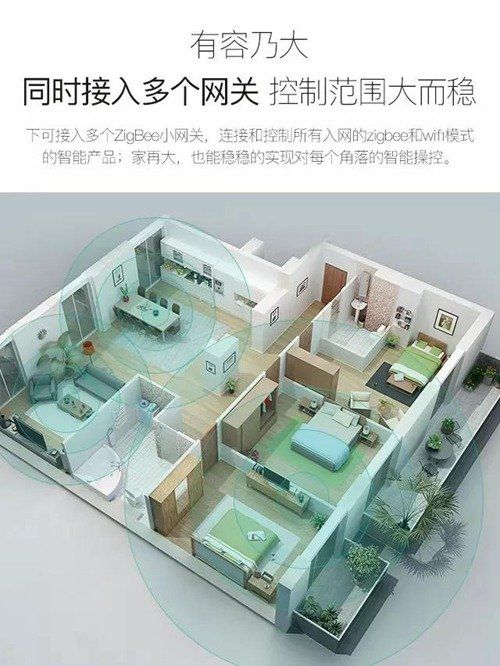 有容乃大
同时接入多个网关 控制范围大而稳
下可接入多个ZigBee小网关，连接和控制所有入网的zigbee和wifi模式
的智能产品；家再大，也能稳稳的实现对每个角落的智能操控。